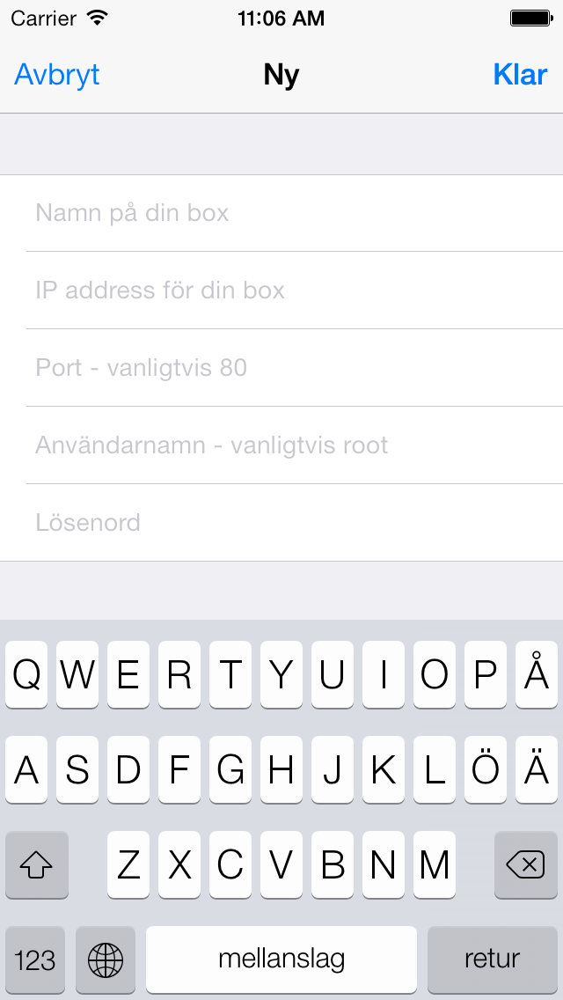 Carrier 11:06 AM
Avbryt Ny Klar
Namn på din box
IP address för din box
Port - vanligtvis 80
Användarnamn - vanligtvis root
Lösenord
Q W E R T Y U I O P Å
A S D F G H J K L Ö Ä
Z X C V B N M
123 mellanslag retur